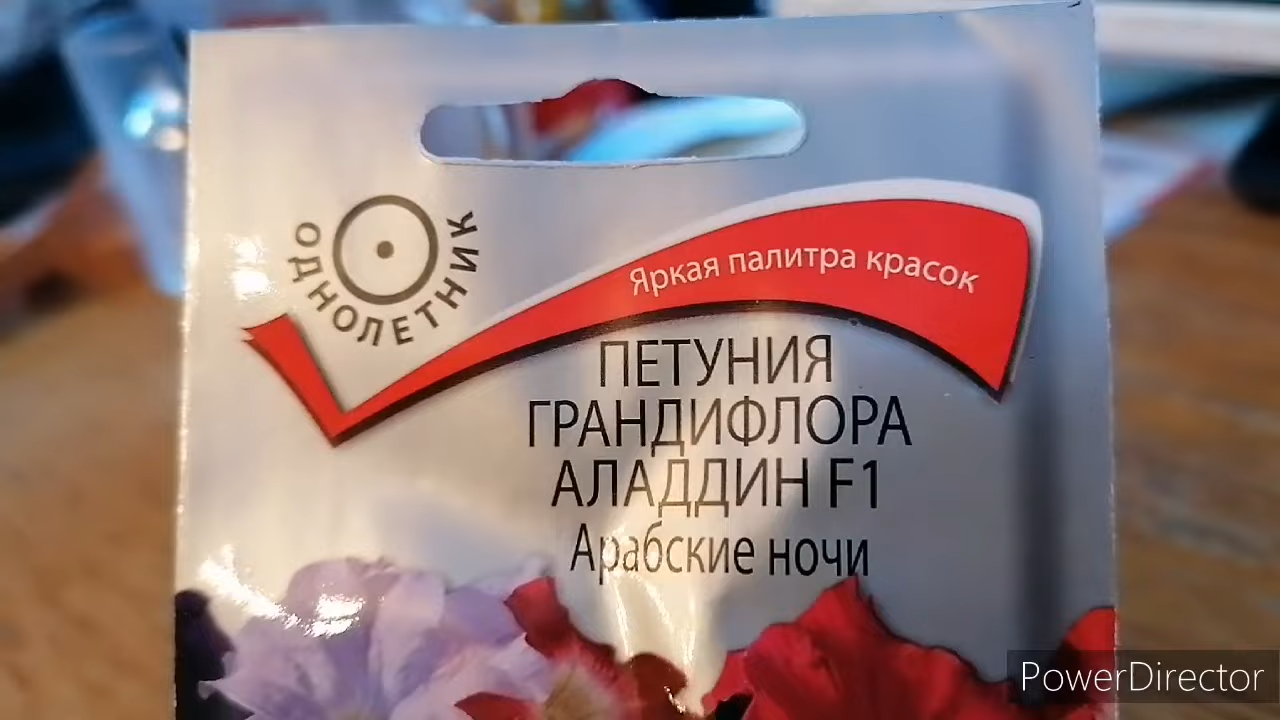 ОДНОЛЕТНИК
Яркая палитра красок
ПЕТУНИЯ
ГРАНДИФЛОРА
АЛАДДИН F1
Арабские ночи
PowerDirector